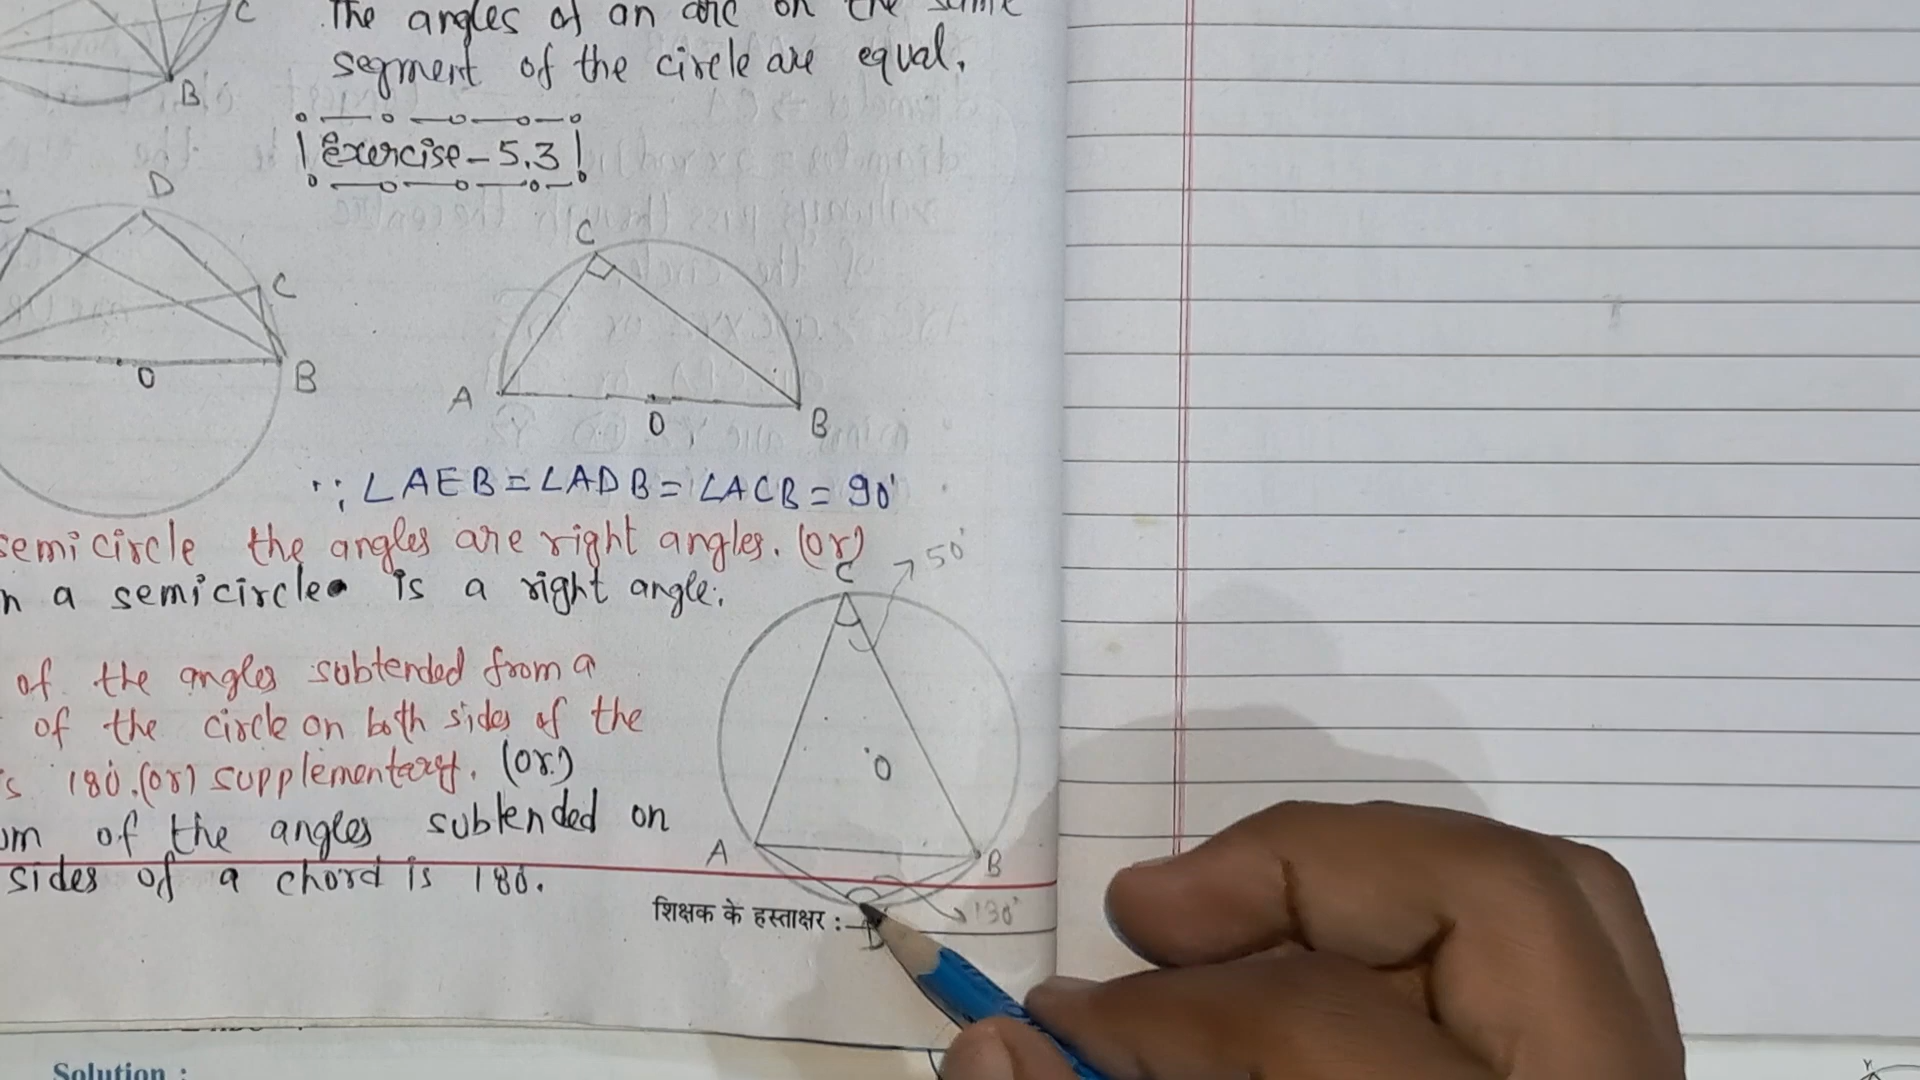 C
The angles of an arc on the same
segment of the circle are equal.
B
Exercise-5.3
D
C
C
B
O
A
O
B
∵ ∠AEB = ∠ADB = ∠ACB = 90°
semicircle the angles are right angles. (or)
50°
C
n a semicircle is a right angle.
of the angles subtended from a
of the circle on both sides of the
O
s 180°.(or) supplementary. (or)
um of the angles subtended on
A
B
sides of a chord is 180°.
शिक्षक के हस्ताक्षर :
130°
D
Solution :
Y